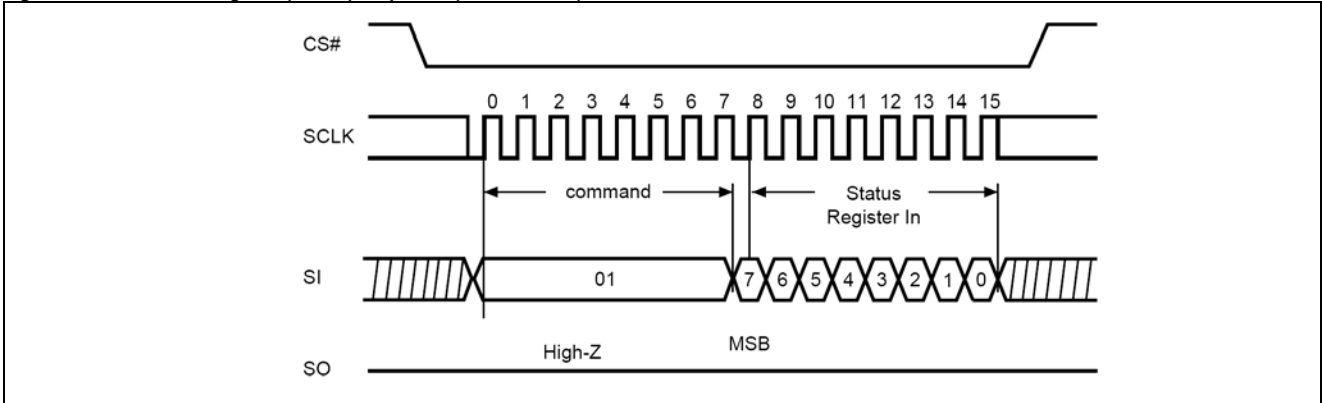 CS#
0 1 2 3 4 5 6 7 8 9 10 11 12 13 14 15
SCLK
command
Status
Register In
SI
01
7 6 5 4 3 2 1 0
High-Z
MSB
SO